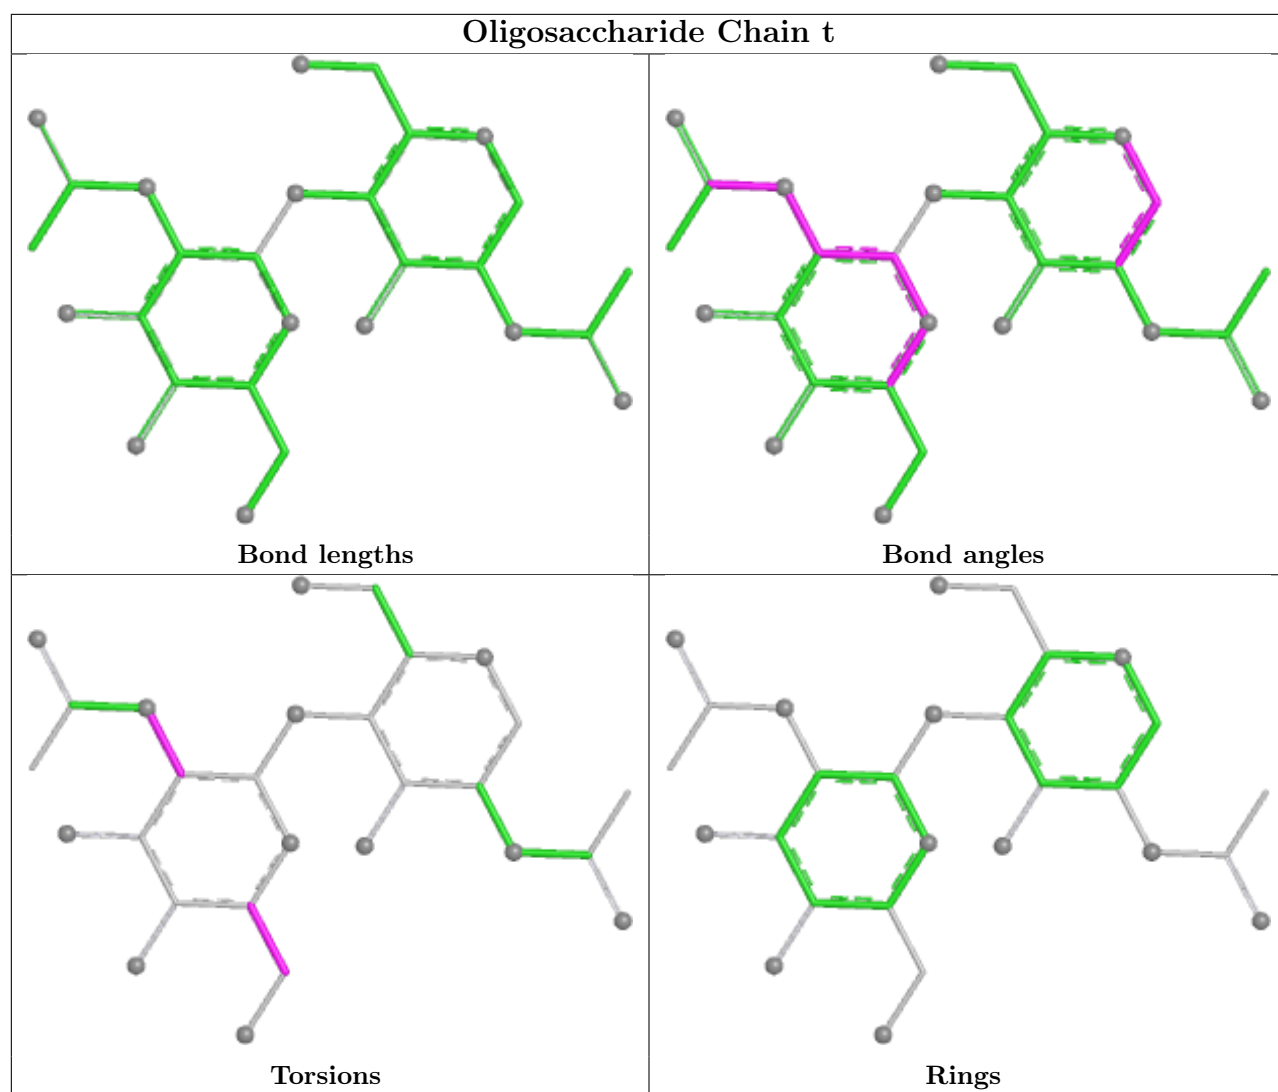 Oligosaccharide Chain t
Bond lengths
Bond angles
Torsions
Rings